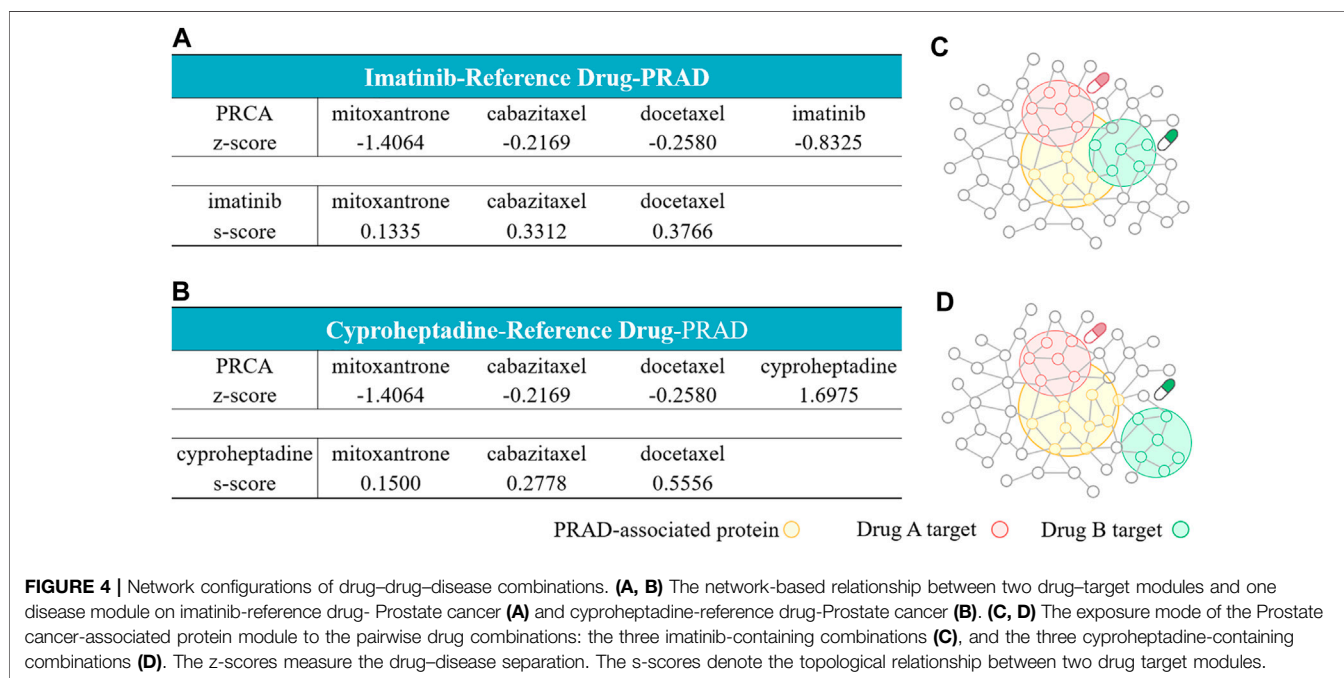 A
Imatinib-Reference Drug-PRAD
PRCA mitoxantrone cabazitaxel docetaxel imatinib
z-score -1.4064 -0.2169 -0.2580 -0.8325
imatinib mitoxantrone cabazitaxel docetaxel
s-score 0.1335 0.3312 0.3766
B
Cyproheptadine-Reference Drug-PRAD
PRCA mitoxantrone cabazitaxel docetaxel cyproheptadine
z-score -1.4064 -0.2169 -0.2580 1.6975
cyproheptadine mitoxantrone cabazitaxel docetaxel
s-score 0.1500 0.2778 0.5556
C
D
PRAD-associated protein Drug A target Drug B target
FIGURE 4 | Network configurations of drug–drug–disease combinations. (A, B) The network-based relationship between two drug–target modules and one
disease module on imatinib-reference drug- Prostate cancer (A) and cyproheptadine-reference drug-Prostate cancer (B). (C, D) The exposure mode of the Prostate
cancer-associated protein module to the pairwise drug combinations: the three imatinib-containing combinations (C), and the three cyproheptadine-containing
combinations (D). The z-scores measure the drug–disease separation. The s-scores denote the topological relationship between two drug target modules.